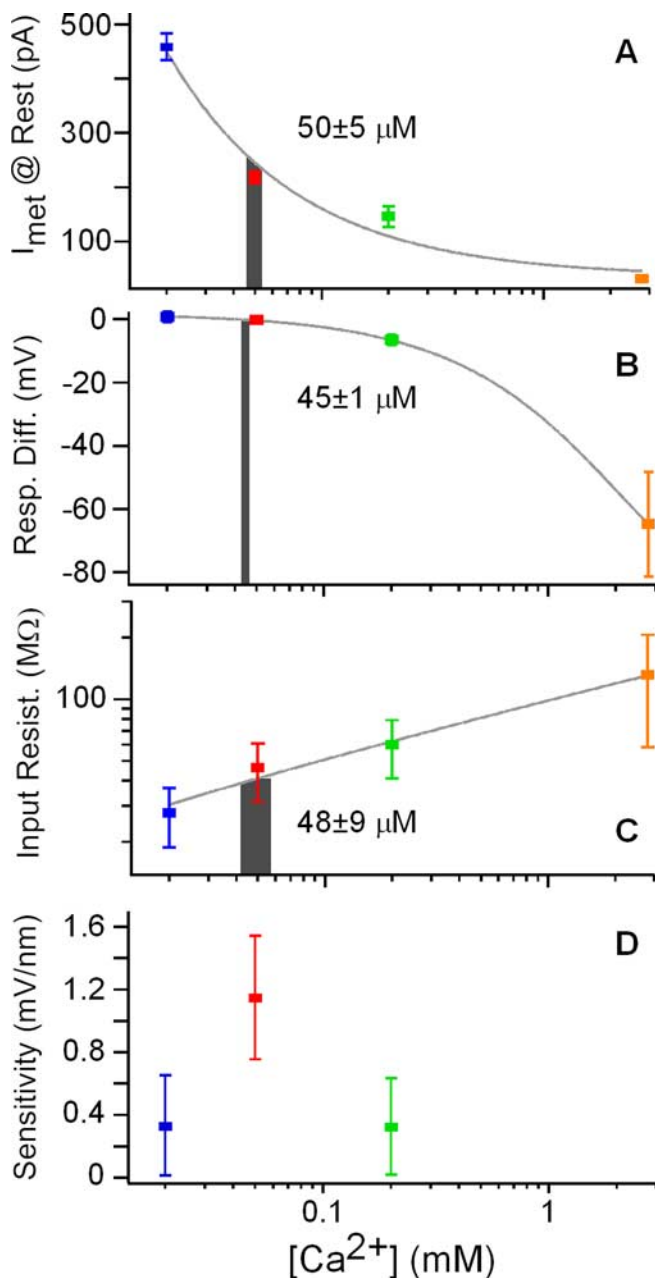 500
300
100
I_met @ Rest (pA)
A
50±5 μM
0
-20
-40
-60
-80
Resp. Diff. (mV)
B
45±1 μM
100
Input Resist. (MΩ)
C
48±9 μM
1.6
1.2
0.8
0.4
0
Sensitivity (mV/nm)
D
0.1 1
[Ca²⁺] (mM)